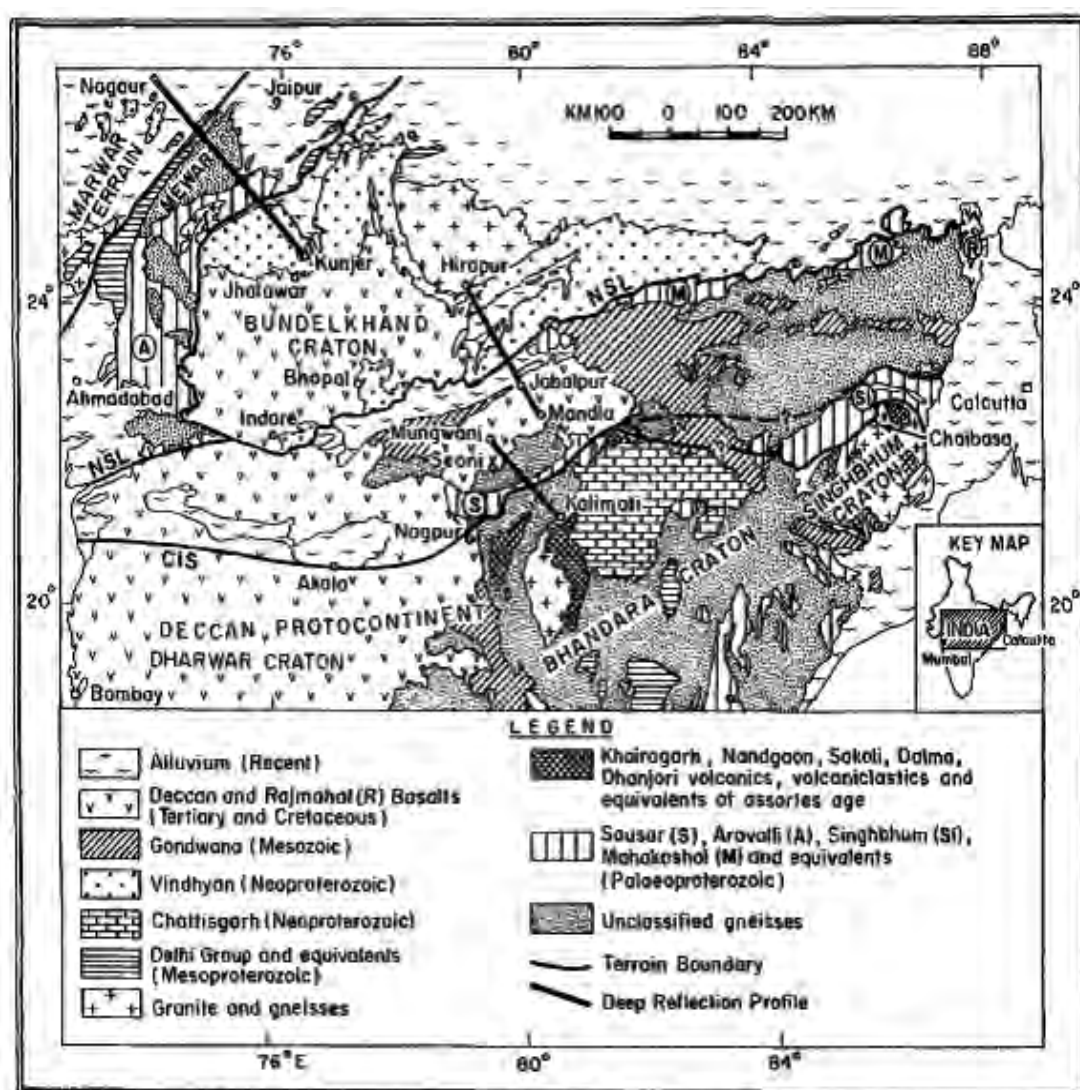 76° 80° 84° 88°
Nagaur
Jaipur
KM100 0 100 200 KM
MARWAR
TERRAIN
MEWAR
Kunjer
Hirapur
Jhalawar
NSL
M
M
R
24°
24°
BUNDELKHAND
CRATON
A
Bhopal
Jabalpur
Ahmadabad
Indore
Mandla
S
Calcutta
Mungwani
Chaibasa
NSL
Seoni
SINGHBHUM
CRATON
S
Kalimati
Nagpur
KEY MAP
CIS
Akola
20°
20°
INDIA
Calcutta
Mumbai
DECCAN PROTOCONTINENT
BHANDARA CRATON
DHARWAR CRATON
Bombay
LEGEND
Alluvium (Recent)
Deccan and Rajmahal (R) Basalts
(Tertiary and Cretaceous)
Gondwana (Mesozoic)
Vindhyan (Neoproterozoic)
Chattisgarh (Neoproterozoic)
Delhi Group and equivalents
(Mesoproterozoic)
Granite and gneisses
Khairagarh, Nandgaon, Sakoli, Dalma,
Dhanjori volcanics, volcaniclastics and
equivalents of assorties age
Sausar (S), Aravalli (A), Singhbhum (SI),
Mahakoshal (M) and equivalents
(Palaeoproterozoic)
Unclassified gneisses
Terrain Boundary
Deep Reflection Profile
76°E 80° 84°